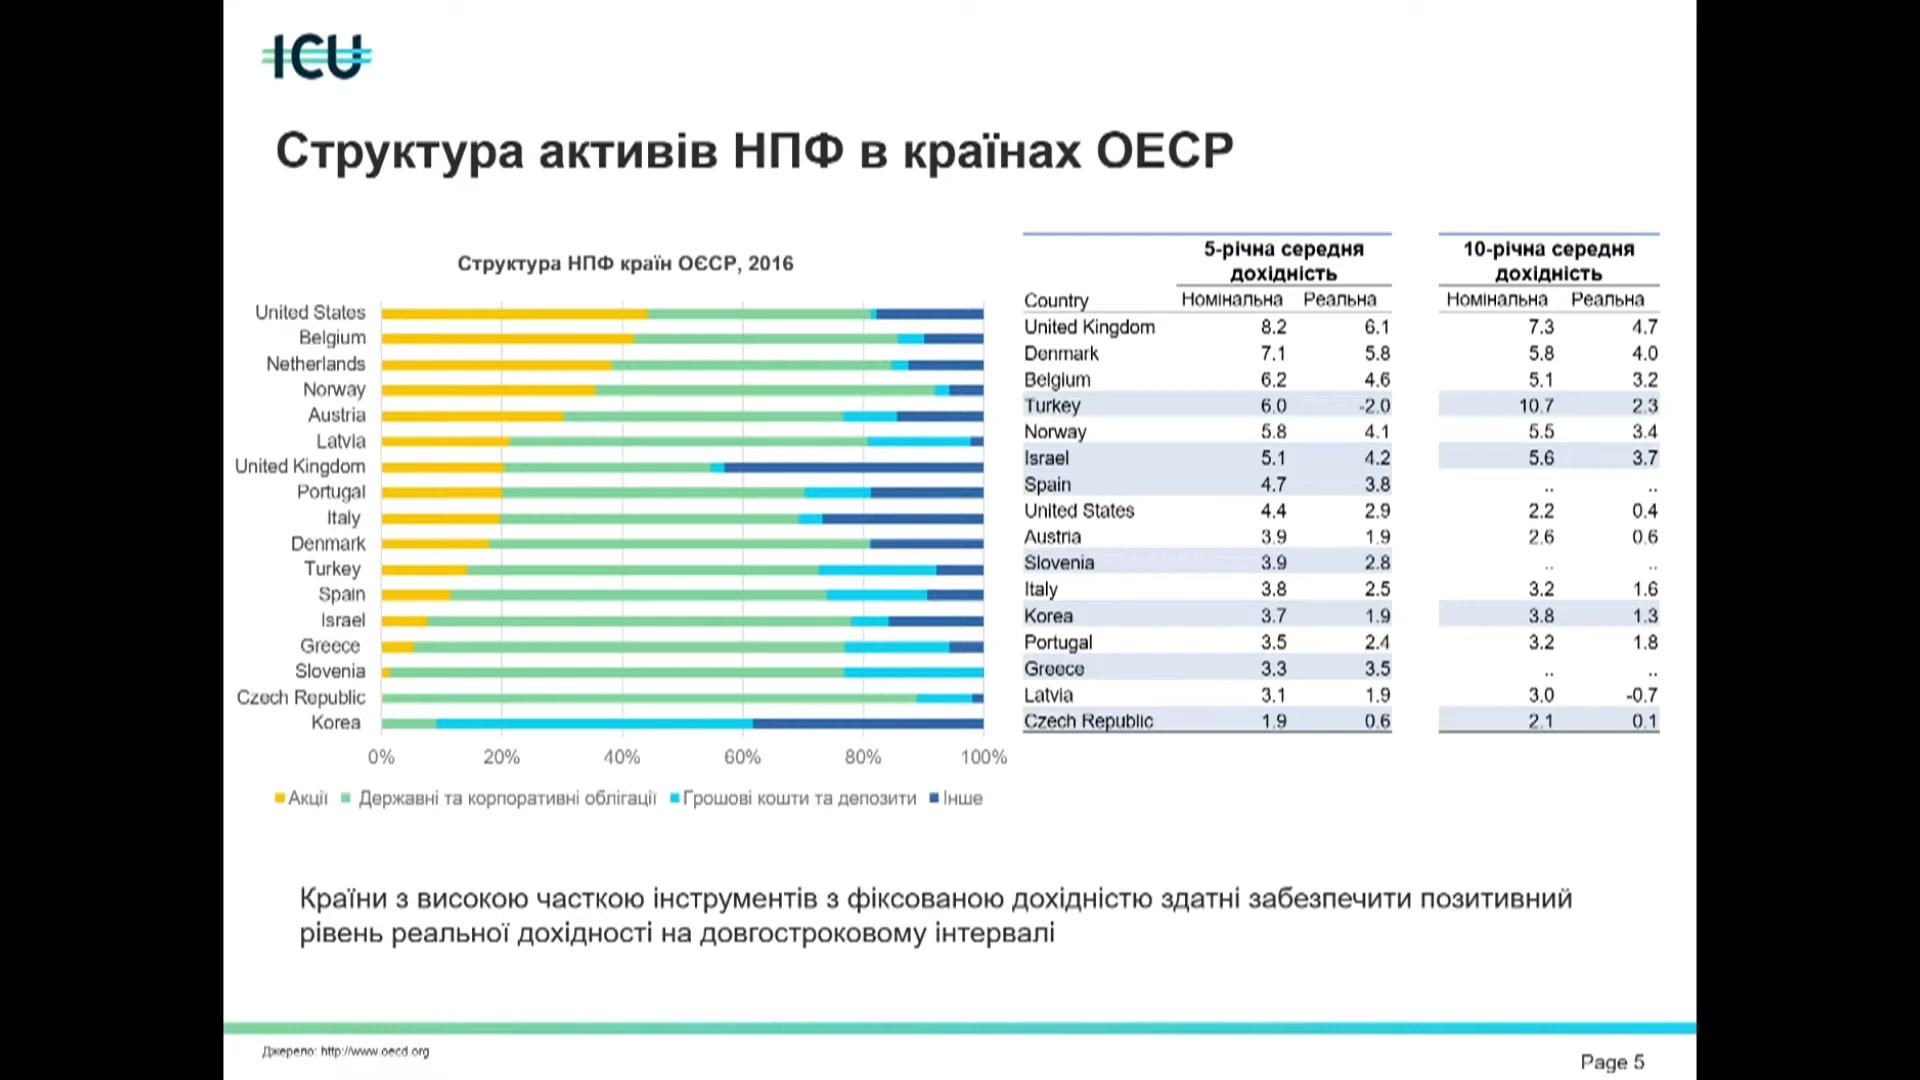 ICU
Структура активів НПФ в країнах ОЕСР
Структура НПФ країн ОЄСР, 2016
United States
Belgium
Netherlands
Norway
Austria
Latvia
United Kingdom
Portugal
Italy
Denmark
Turkey
Spain
Israel
Greece
Slovenia
Czech Republic
Korea
0% 20% 40% 60% 80% 100%
Акції Державні та корпоративні облігації Грошові кошти та депозити Інше
5-річна середня 10-річна середня
дохідність дохідність
Country Номінальна Реальна Номінальна Реальна
United Kingdom 8.2 6.1 7.3 4.7
Denmark 7.1 5.8 5.8 4.0
Belgium 6.2 4.6 5.1 3.2
Turkey 6.0 -2.0 10.7 2.3
Norway 5.8 4.1 5.5 3.4
Israel 5.1 4.2 5.6 3.7
Spain 4.7 3.8 .. ..
United States 4.4 2.9 2.2 0.4
Austria 3.9 1.9 2.6 0.6
Slovenia 3.9 2.8 .. ..
Italy 3.8 2.5 3.2 1.6
Korea 3.7 1.9 3.8 1.3
Portugal 3.5 2.4 3.2 1.8
Greece 3.3 3.5 .. ..
Latvia 3.1 1.9 3.0 -0.7
Czech Republic 1.9 0.6 2.1 0.1
Країни з високою часткою інструментів з фіксованою дохідністю здатні забезпечити позитивний
рівень реальної дохідності на довгостроковому інтервалі
Джерело: http://www.oecd.org
Page 5